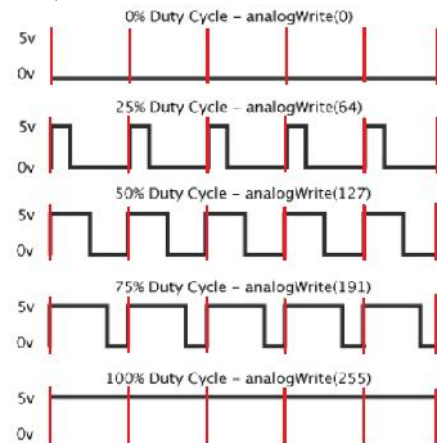 0% Duty Cycle – analogWrite(0)
5v
0v
25% Duty Cycle – analogWrite(64)
5v
0v
50% Duty Cycle – analogWrite(127)
5v
0v
75% Duty Cycle – analogWrite(191)
5v
0v
100% Duty Cycle – analogWrite(255)
5v
0v